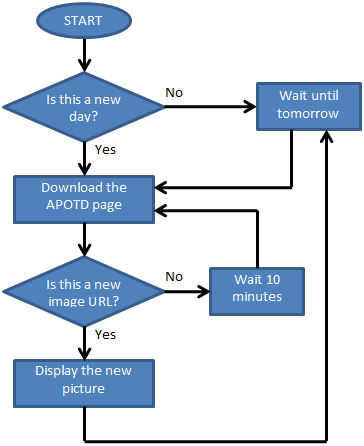 START
Is this a new
day?
No
Wait until
tomorrow
Yes
Download the
APOTD page
Is this a new
image URL?
No
Wait 10
minutes
Yes
Display the new
picture